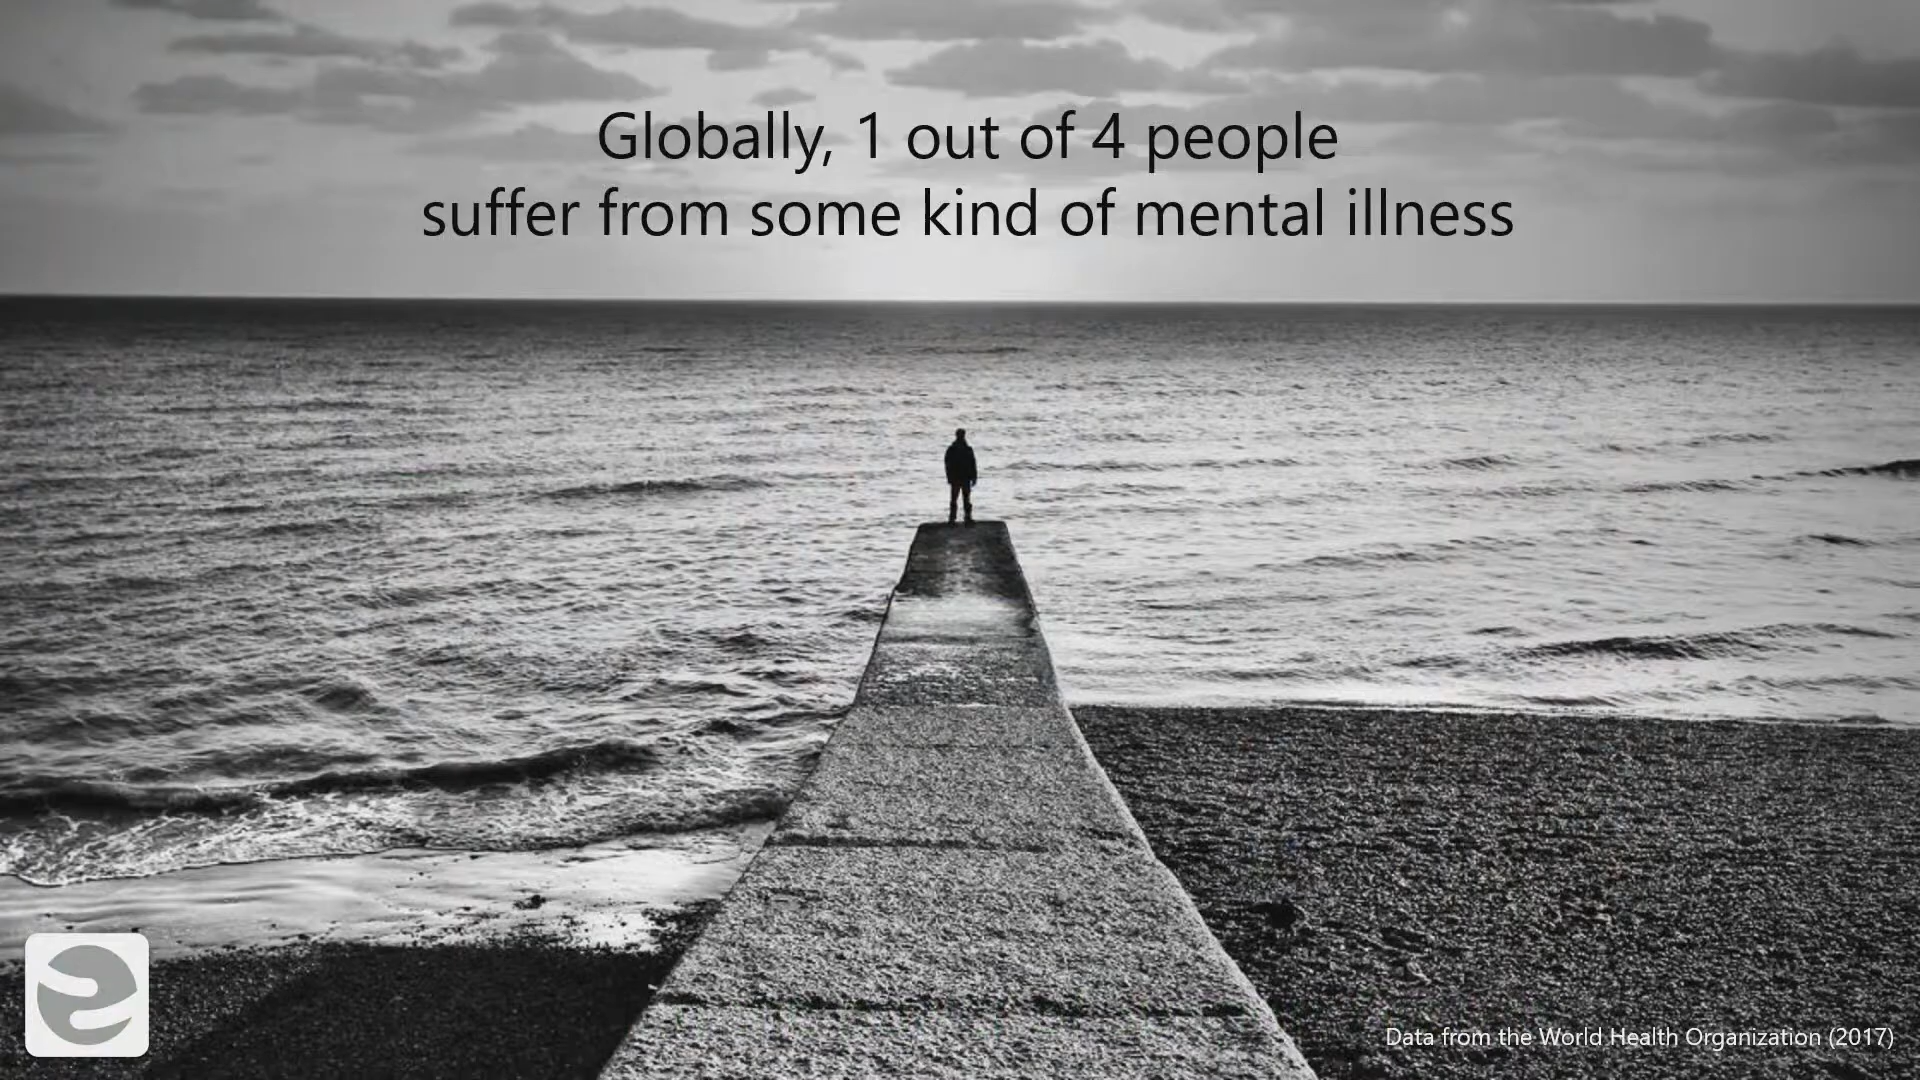 Globally, 1 out of 4 people
suffer from some kind of mental illness
Data from the World Health Organization (2017)